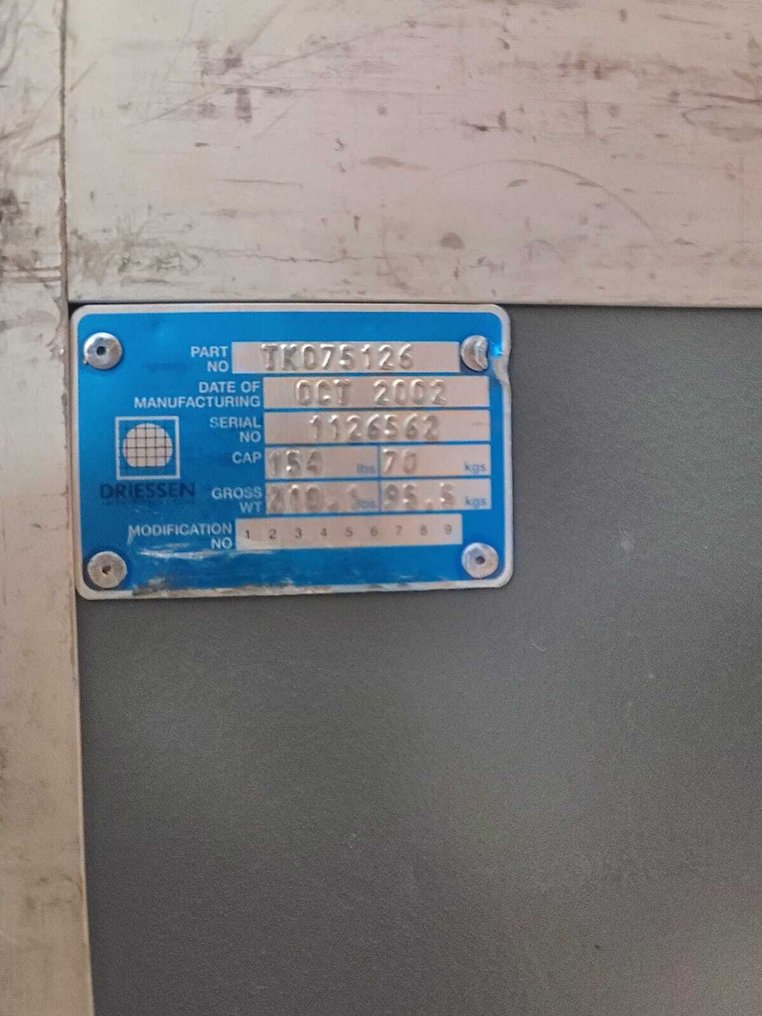 PART NO TK075126
DATE OF MANUFACTURING OCT 2002
SERIAL NO 1126562
CAP 154 lbs 70 kgs
DRIESSEN
GROSS WT 210. lbs 95.5 kgs
MODIFICATION NO 1 2 3 4 5 6 7 8 9